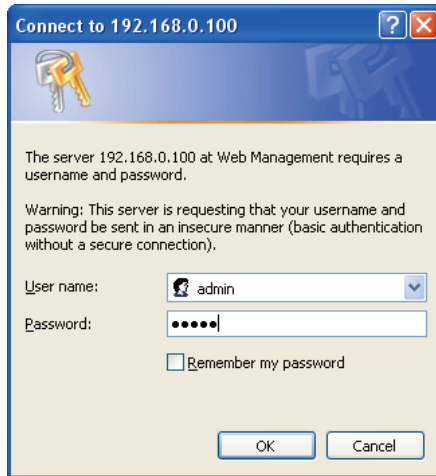 Connect to 192.168.0.100
The server 192.168.0.100 at Web Management requires a
username and password.
Warning: This server is requesting that your username and
password be sent in an insecure manner (basic authentication
without a secure connection).
User name:
admin
Password:
●●●●●
Remember my password
OK
Cancel